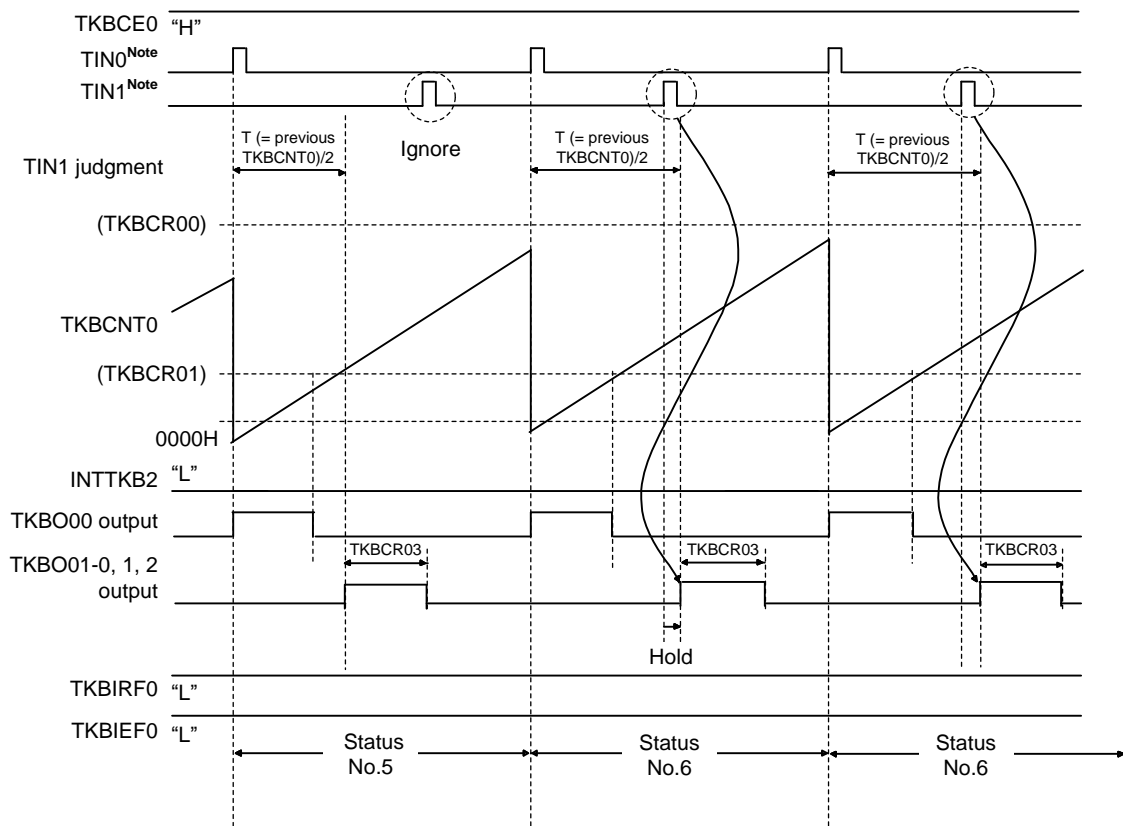 TKBCE0 “H”
TIN0Note
TIN1Note
T (= previous TKBCNT0)/2
Ignore
T (= previous TKBCNT0)/2
T (= previous TKBCNT0)/2
TIN1 judgment
(TKBCR00)
TKBCNT0
(TKBCR01)
0000H
INTTKB2 “L”
TKBO00 output
TKBCR03
TKBCR03
TKBCR03
TKBO01-0, 1, 2
output
Hold
TKBIRF0 “L”
TKBIEF0 “L”
Status
No.5
Status
No.6
Status
No.6